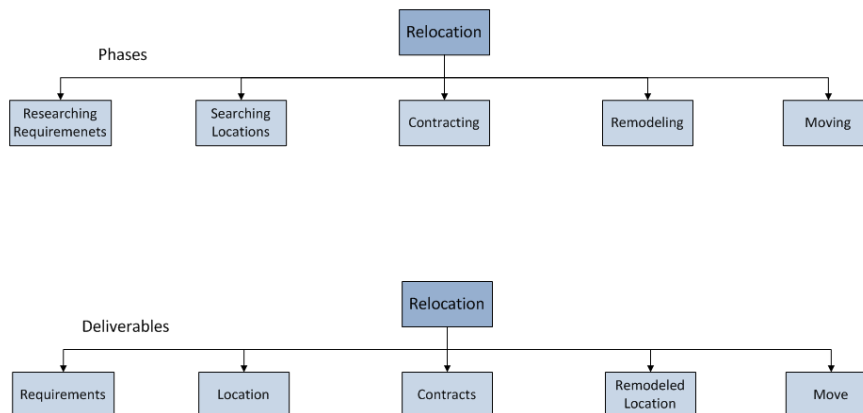 Relocation
Phases
Researching
Requiremenets
Searching
Locations
Contracting
Remodeling
Moving
Relocation
Deliverables
Requirements
Location
Contracts
Remodeled
Location
Move